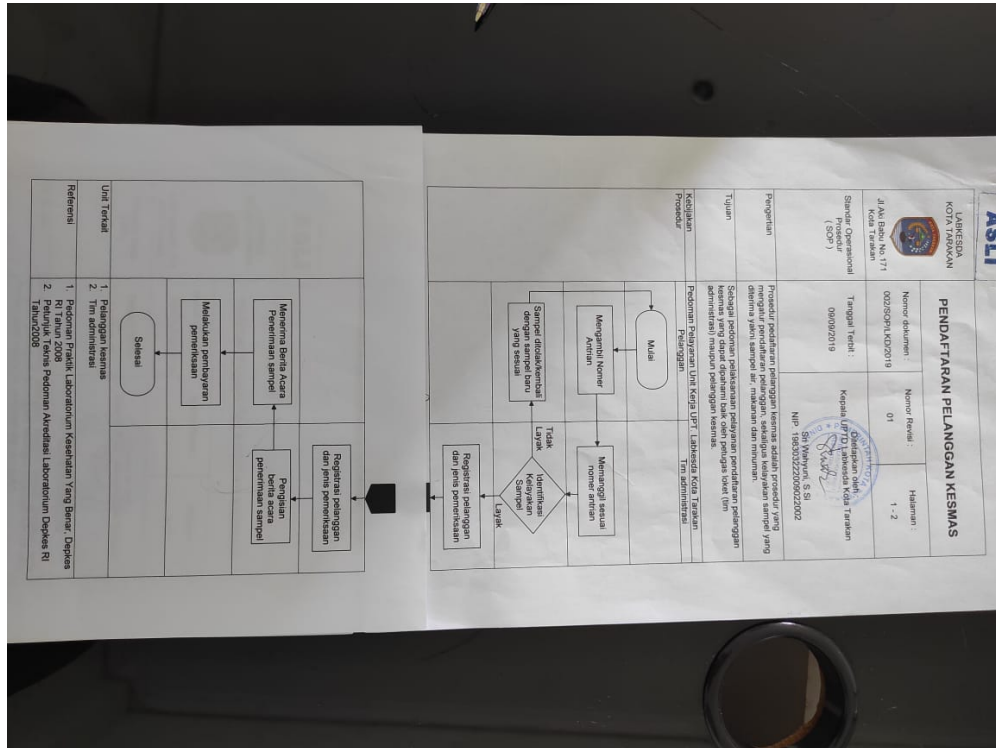 ASLI
LABKESDA
KOTA TARAKAN
Jl.Aki Babu No.171
Kota Tarakan
PENDAFTARAN PELANGGAN KESMAS
Nomor dokumen :
002/SOP/LKD/2019
Nomor Revisi :
01
Halaman :
1 - 2
Standar Operasional
Prosedur
( SOP )
Tanggal Terbit :
09/09/2019
Ditetapkan oleh :
Kepala UPTD Labkesda Kota Tarakan
Sri Wahyuni, S.Si
NIP. 198303222009022002
Pengertian
Prosedur pedaftaran pelanggan kesmas adalah prosedur yang
mengatur pendaftaran pelanggan, sekaligus kelayakan sampel yang
diterima yakni sampel air, makanan dan minuman.
Tujuan
Sebagai pedoman pelaksanaan pelayanan pendaftaran pelanggan
kesmas yang dapat dipahami baik oleh petugas loket (tim
administrasi) maupun pelanggan kesmas.
Kebijakan
Pedoman Pelayanan Unit Kerja UPT. Labkesda Kota Tarakan
Prosedur
Pelanggan
Tim administrasi
Mulai
Mengambil Nomer
Antrian
Memanggil sesuai
nomer antrian
Sampel ditolak/kembali
dengan sampel baru
yang sesuai
Tidak
Layak
Identifikasi
Kelayakan
Sampel
Layak
Registrasi pelanggan
dan jenis pemeriksaan
Registrasi pelanggan
dan jenis pemeriksaan
Menerima Berita Acara
Penerimaan sampel
Pengisian
berita acara
penerimaan sampel
Melakukan pembayaran
pemeriksaan
Selesai
Unit Terkait
1. Pelanggan kesmas
2. Tim administrasi
Referensi
1. Pedoman Praktik Laboratorium Kesehatan Yang Benar, Depkes
RI Tahun 2008
2. Petunjuk Teknis Pedoman Akreditasi Laboratorium Depkes RI
Tahun2008